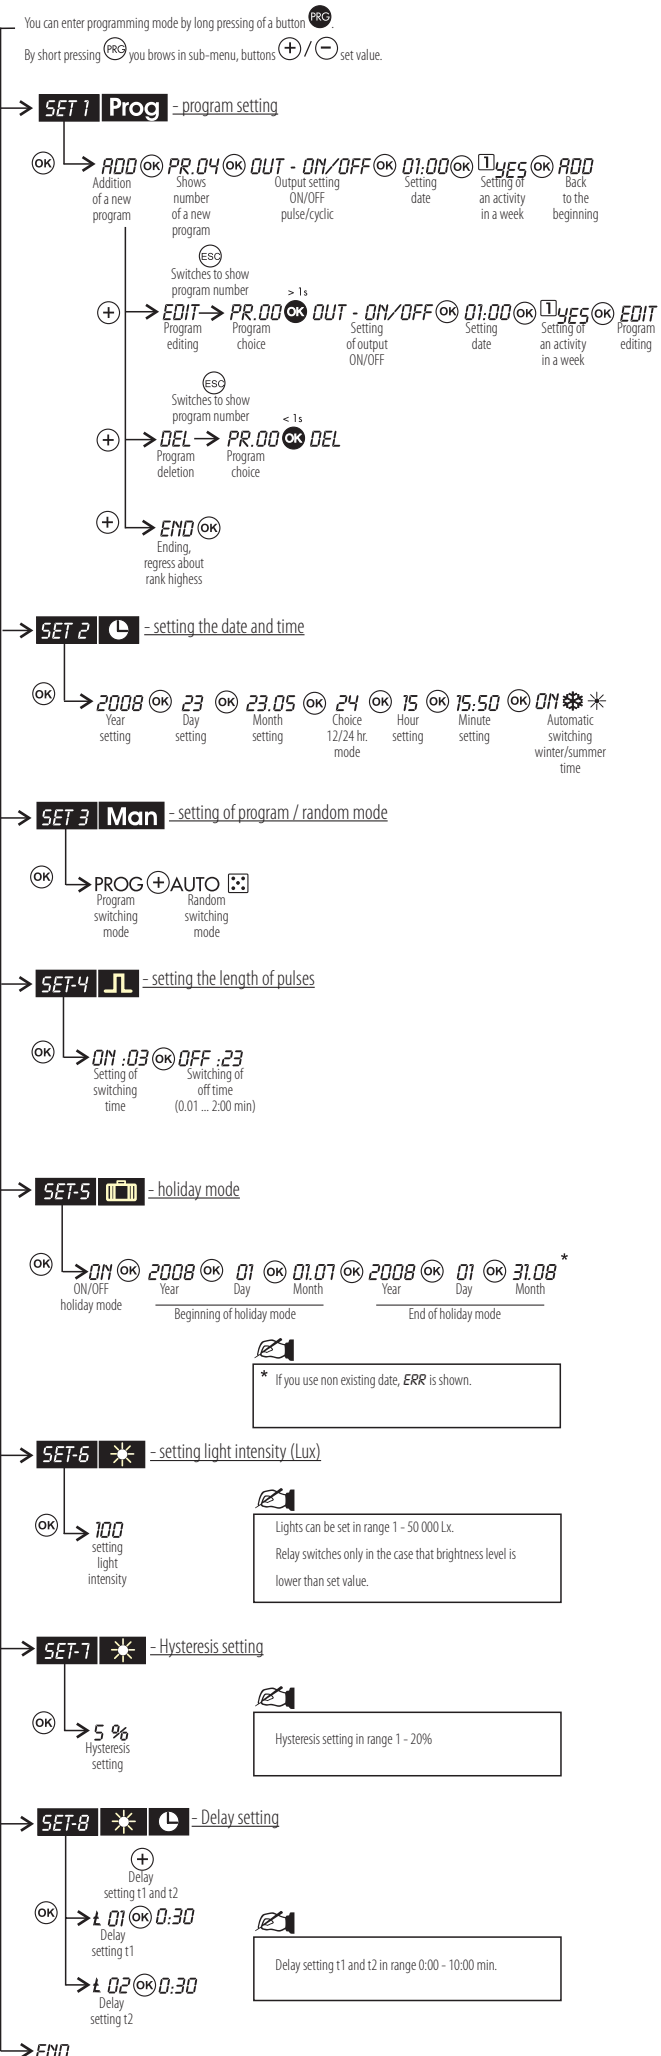 You can enter programming mode by long pressing of a button PRG.
By short pressing PRG you brows in sub-menu, buttons + / - set value.
SET 1 Prog - program setting
OK ADD OK PR.04 OK OUT - ON/OFF OK 01:00 OK 1 YES OK ADD
Addition Shows Output setting Setting Setting of Back
of a new number ON/OFF date an activity to the
program of a new pulse/cyclic in a week beginning
program
ESC
Switches to show
program number
> 1s
+ EDIT PR.00 OK OUT - ON/OFF OK 01:00 OK 1 YES OK EDIT
Program Program Setting Setting Setting of Program
editing choice of output date an activity editing
ON/OFF in a week
ESC
Switches to show
program number
< 1s
+ DEL PR.00 OK DEL
Program Program
deletion choice
+ END OK
Ending,
regress about
rank highess
SET 2 - setting the date and time
OK 2008 OK 23 OK 23.05 OK 24 OK 15 OK 15:50 OK ON
Year Day Month Choice Hour Minute Automatic
setting setting setting 12/24 hr. setting setting switching
mode winter/summer
time
SET 3 Man - setting of program / random mode
OK PROG + AUTO
Program Random
switching switching
mode mode
SET-4 - setting the length of pulses
OK ON :03 OK OFF :23
Setting of Switching of
switching off time
time (0.01 ... 2:00 min)
SET-5 - holiday mode
OK ON OK 2008 OK 01 OK 01.07 OK 2008 OK 01 OK 31.08 *
ON/OFF Year Day Month Year Day Month
holiday mode Beginning of holiday mode End of holiday mode
* If you use non existing date, ERR is shown.
SET-6 - setting light intensity (Lux)
OK 100
setting
light
intensity
Lights can be set in range 1 - 50 000 Lx.
Relay switches only in the case that brightness level is
lower than set value.
SET-7 - Hysteresis setting
OK 5 %
Hysteresis
setting
Hysteresis setting in range 1 - 20%
SET-8 - Delay setting
+
Delay
setting t1 and t2
OK t 01 OK 0:30
Delay
setting t1
t 02 OK 0:30
Delay
setting t2
Delay setting t1 and t2 in range 0:00 - 10:00 min.
END